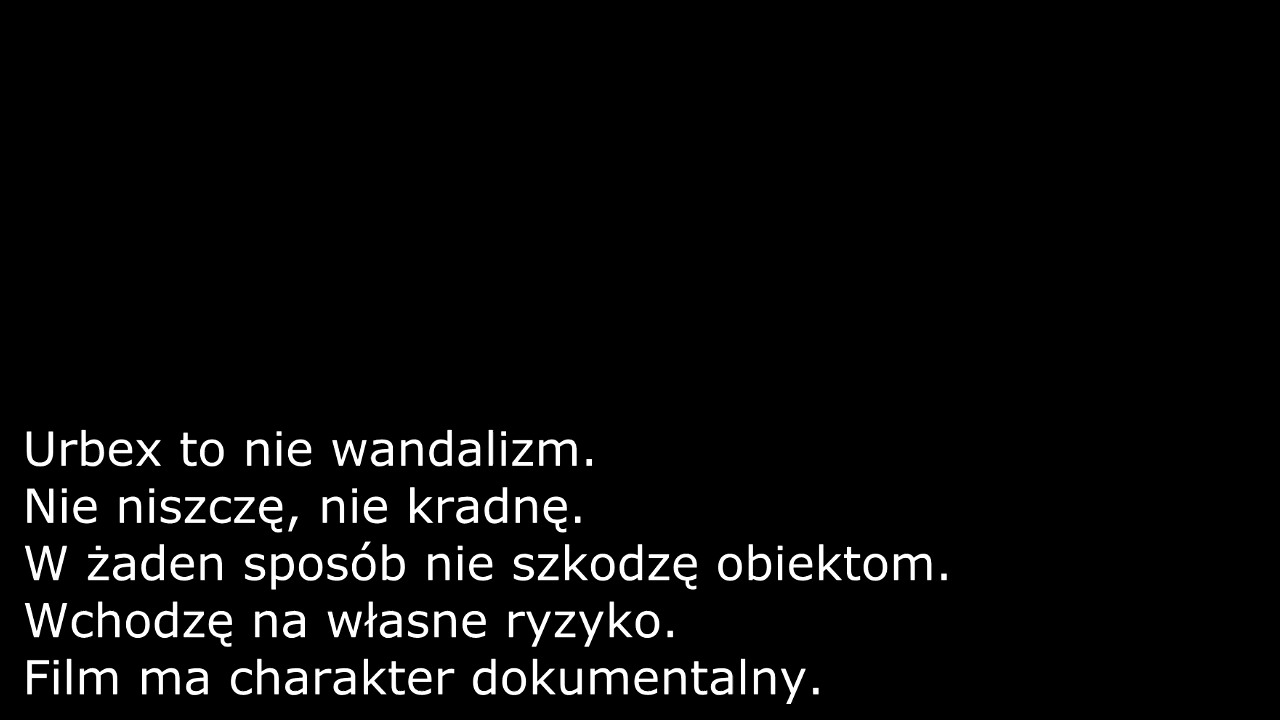 Urbex to nie wandalizm.
Nie niszczę, nie kradnę.
W żaden sposób nie szkodzę obiektom.
Wchodzę na własne ryzyko.
Film ma charakter dokumentalny.